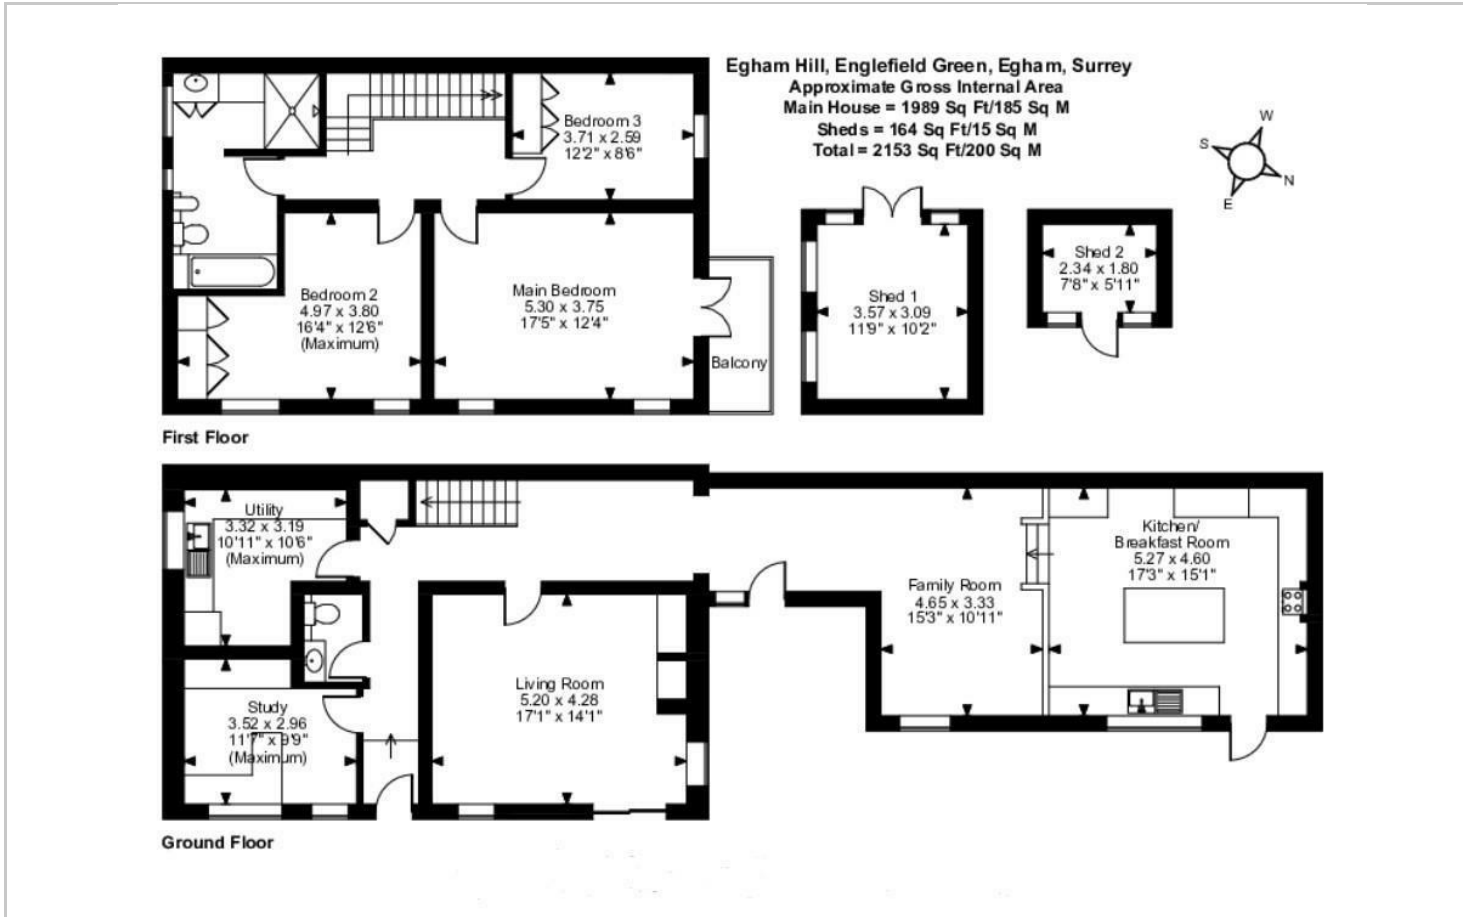 Egham Hill, Englefield Green, Egham, Surrey
Approximate Gross Internal Area
Main House = 1989 Sq Ft/185 Sq M
Sheds = 164 Sq Ft/15 Sq M
Total = 2153 Sq Ft/200 Sq M
W
S
N
E
Bedroom 3
3.71 x 2.59
12'2" x 8'6"
Bedroom 2
4.97 x 3.80
16'4" x 12'6"
(Maximum)
Main Bedroom
5.30 x 3.75
17'5" x 12'4"
Balcony
Shed 1
3.57 x 3.09
11'9" x 10'2"
Shed 2
2.34 x 1.80
7'8" x 5'11"
First Floor
Utility
3.32 x 3.19
10'11" x 10'6"
(Maximum)
Study
3.52 x 2.96
11'7" x 9'9"
(Maximum)
Living Room
5.20 x 4.28
17'1" x 14'1"
Family Room
4.65 x 3.33
15'3" x 10'11"
Kitchen/
Breakfast Room
5.27 x 4.60
17'3" x 15'1"
Ground Floor